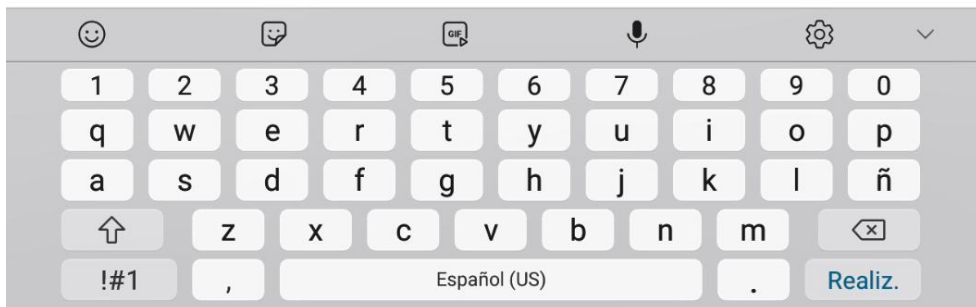 GIF
1 2 3 4 5 6 7 8 9 0
q w e r t y u i o p
a s d f g h j k l ñ
z x c v b n m
!#1 , Español (US) . Realiz.